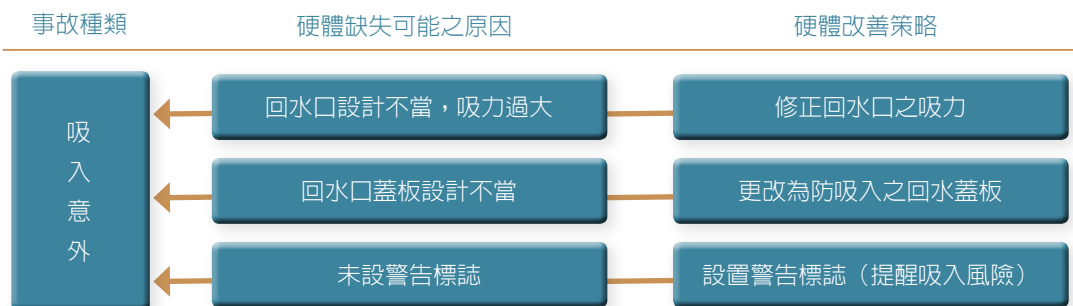 事故種類
硬體缺失可能之原因
硬體改善策略
吸入意外
回水口設計不當，吸力過大
修正回水口之吸力
回水口蓋板設計不當
更改為防吸入之回水蓋板
未設警告標誌
設置警告標誌（提醒吸入風險）